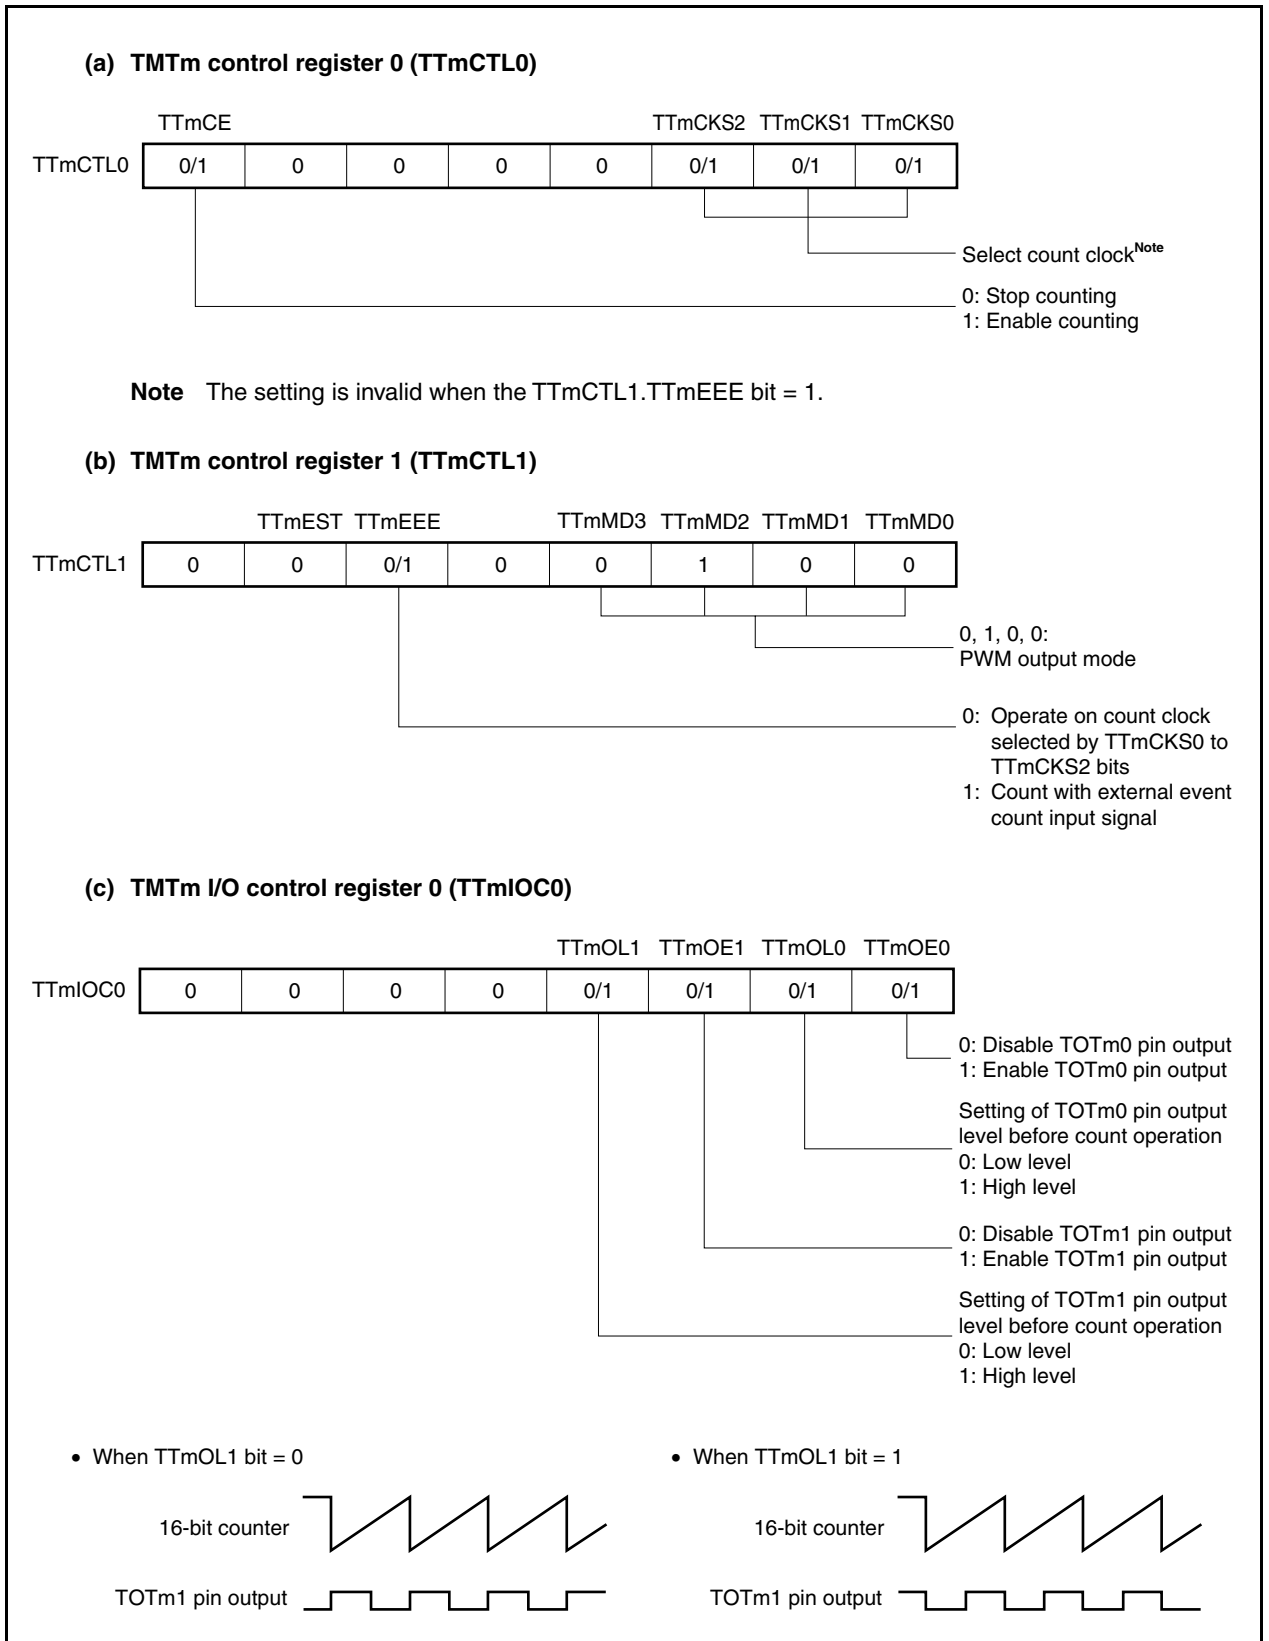 (a) TMTm control register 0 (TTmCTL0)
TTmCE TTmCKS2 TTmCKS1 TTmCKS0
TTmCTL0 0/1 0 0 0 0 0/1 0/1 0/1
Select count clockNote
0: Stop counting
1: Enable counting
Note The setting is invalid when the TTmCTL1.TTmEEE bit = 1.
(b) TMTm control register 1 (TTmCTL1)
TTmEST TTmEEE TTmMD3 TTmMD2 TTmMD1 TTmMD0
TTmCTL1 0 0 0/1 0 0 1 0 0
0, 1, 0, 0:
PWM output mode
0: Operate on count clock
selected by TTmCKS0 to
TTmCKS2 bits
1: Count with external event
count input signal
(c) TMTm I/O control register 0 (TTmIOC0)
TTmOL1 TTmOE1 TTmOL0 TTmOE0
TTmIOC0 0 0 0 0 0/1 0/1 0/1 0/1
0: Disable TOTm0 pin output
1: Enable TOTm0 pin output
Setting of TOTm0 pin output
level before count operation
0: Low level
1: High level
0: Disable TOTm1 pin output
1: Enable TOTm1 pin output
Setting of TOTm1 pin output
level before count operation
0: Low level
1: High level
• When TTmOL1 bit = 0
16-bit counter
TOTm1 pin output
• When TTmOL1 bit = 1
16-bit counter
TOTm1 pin output